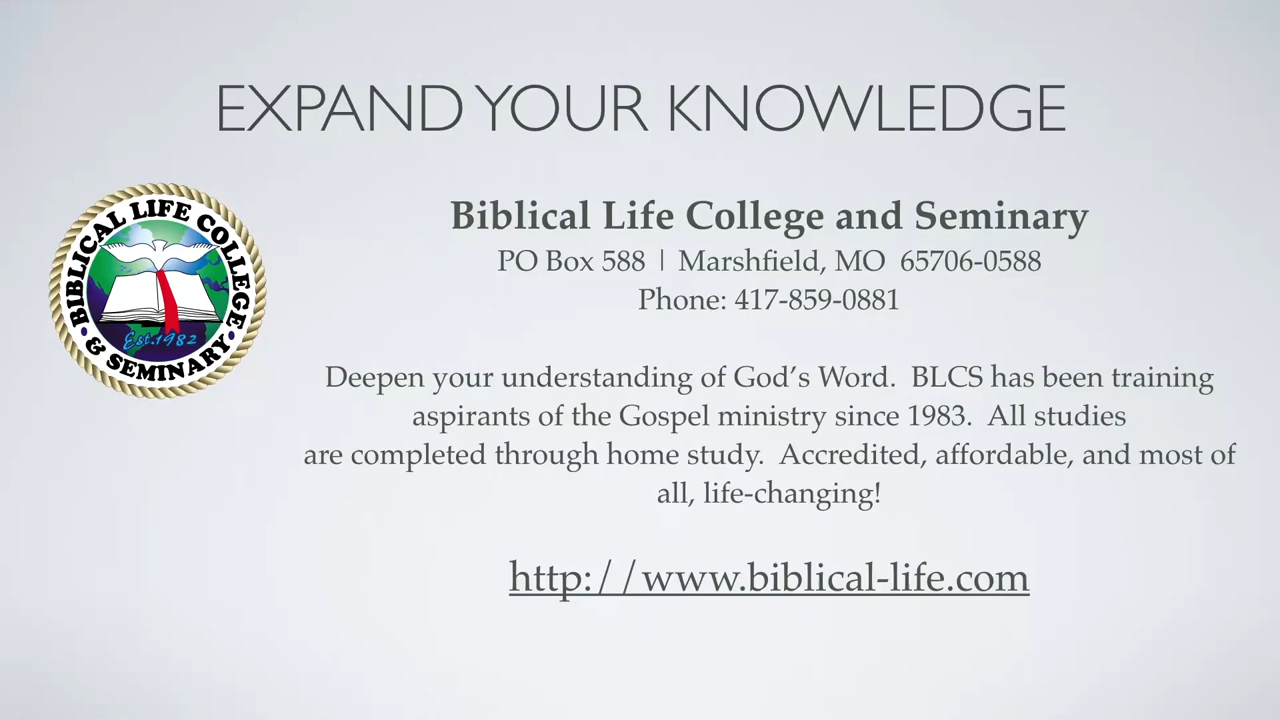 EXPAND YOUR KNOWLEDGE
BIBLICAL LIFE COLLEGE
& SEMINARY
Est.1982
Biblical Life College and Seminary
PO Box 588 | Marshfield, MO 65706-0588
Phone: 417-859-0881
Deepen your understanding of God's Word. BLCS has been training
aspirants of the Gospel ministry since 1983. All studies
are completed through home study. Accredited, affordable, and most of
all, life-changing!
http://www.biblical-life.com